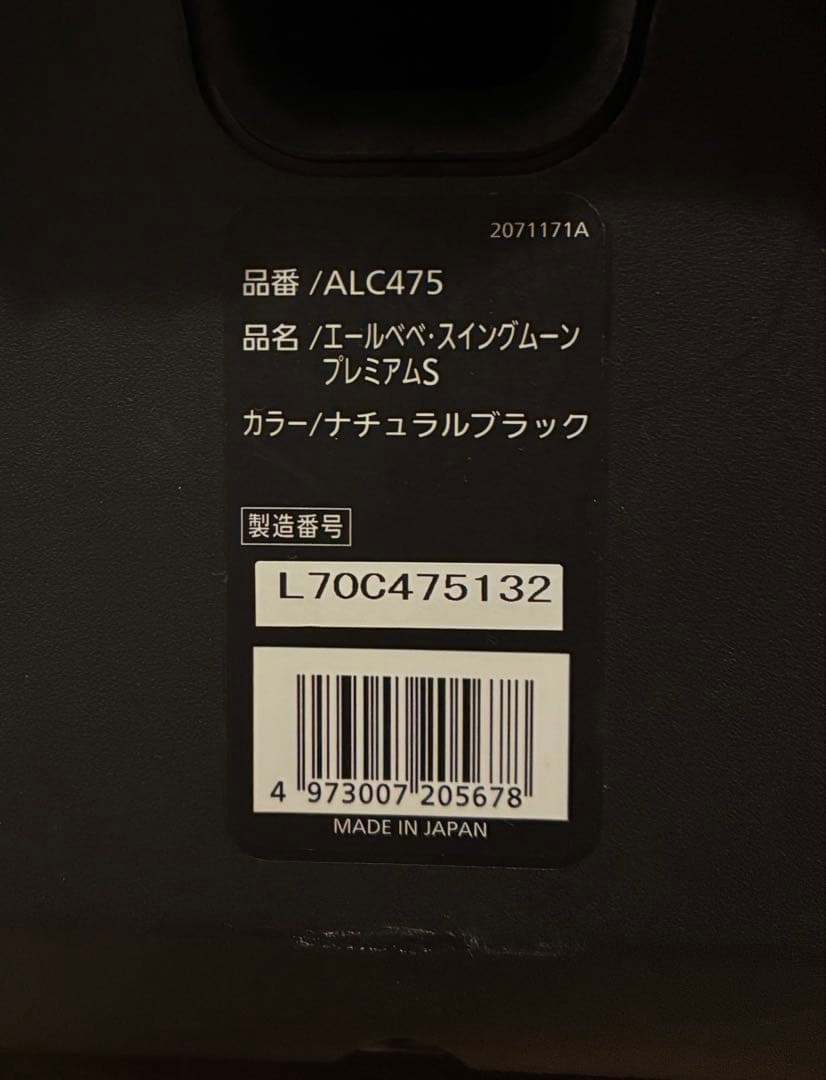 2071171A
品番/ALC475
品名/エールベベ・スイングムーン
プレミアムS
カラー/ナチュラルブラック
製造番号
L70C475132
4 973007 205678
MADE IN JAPAN